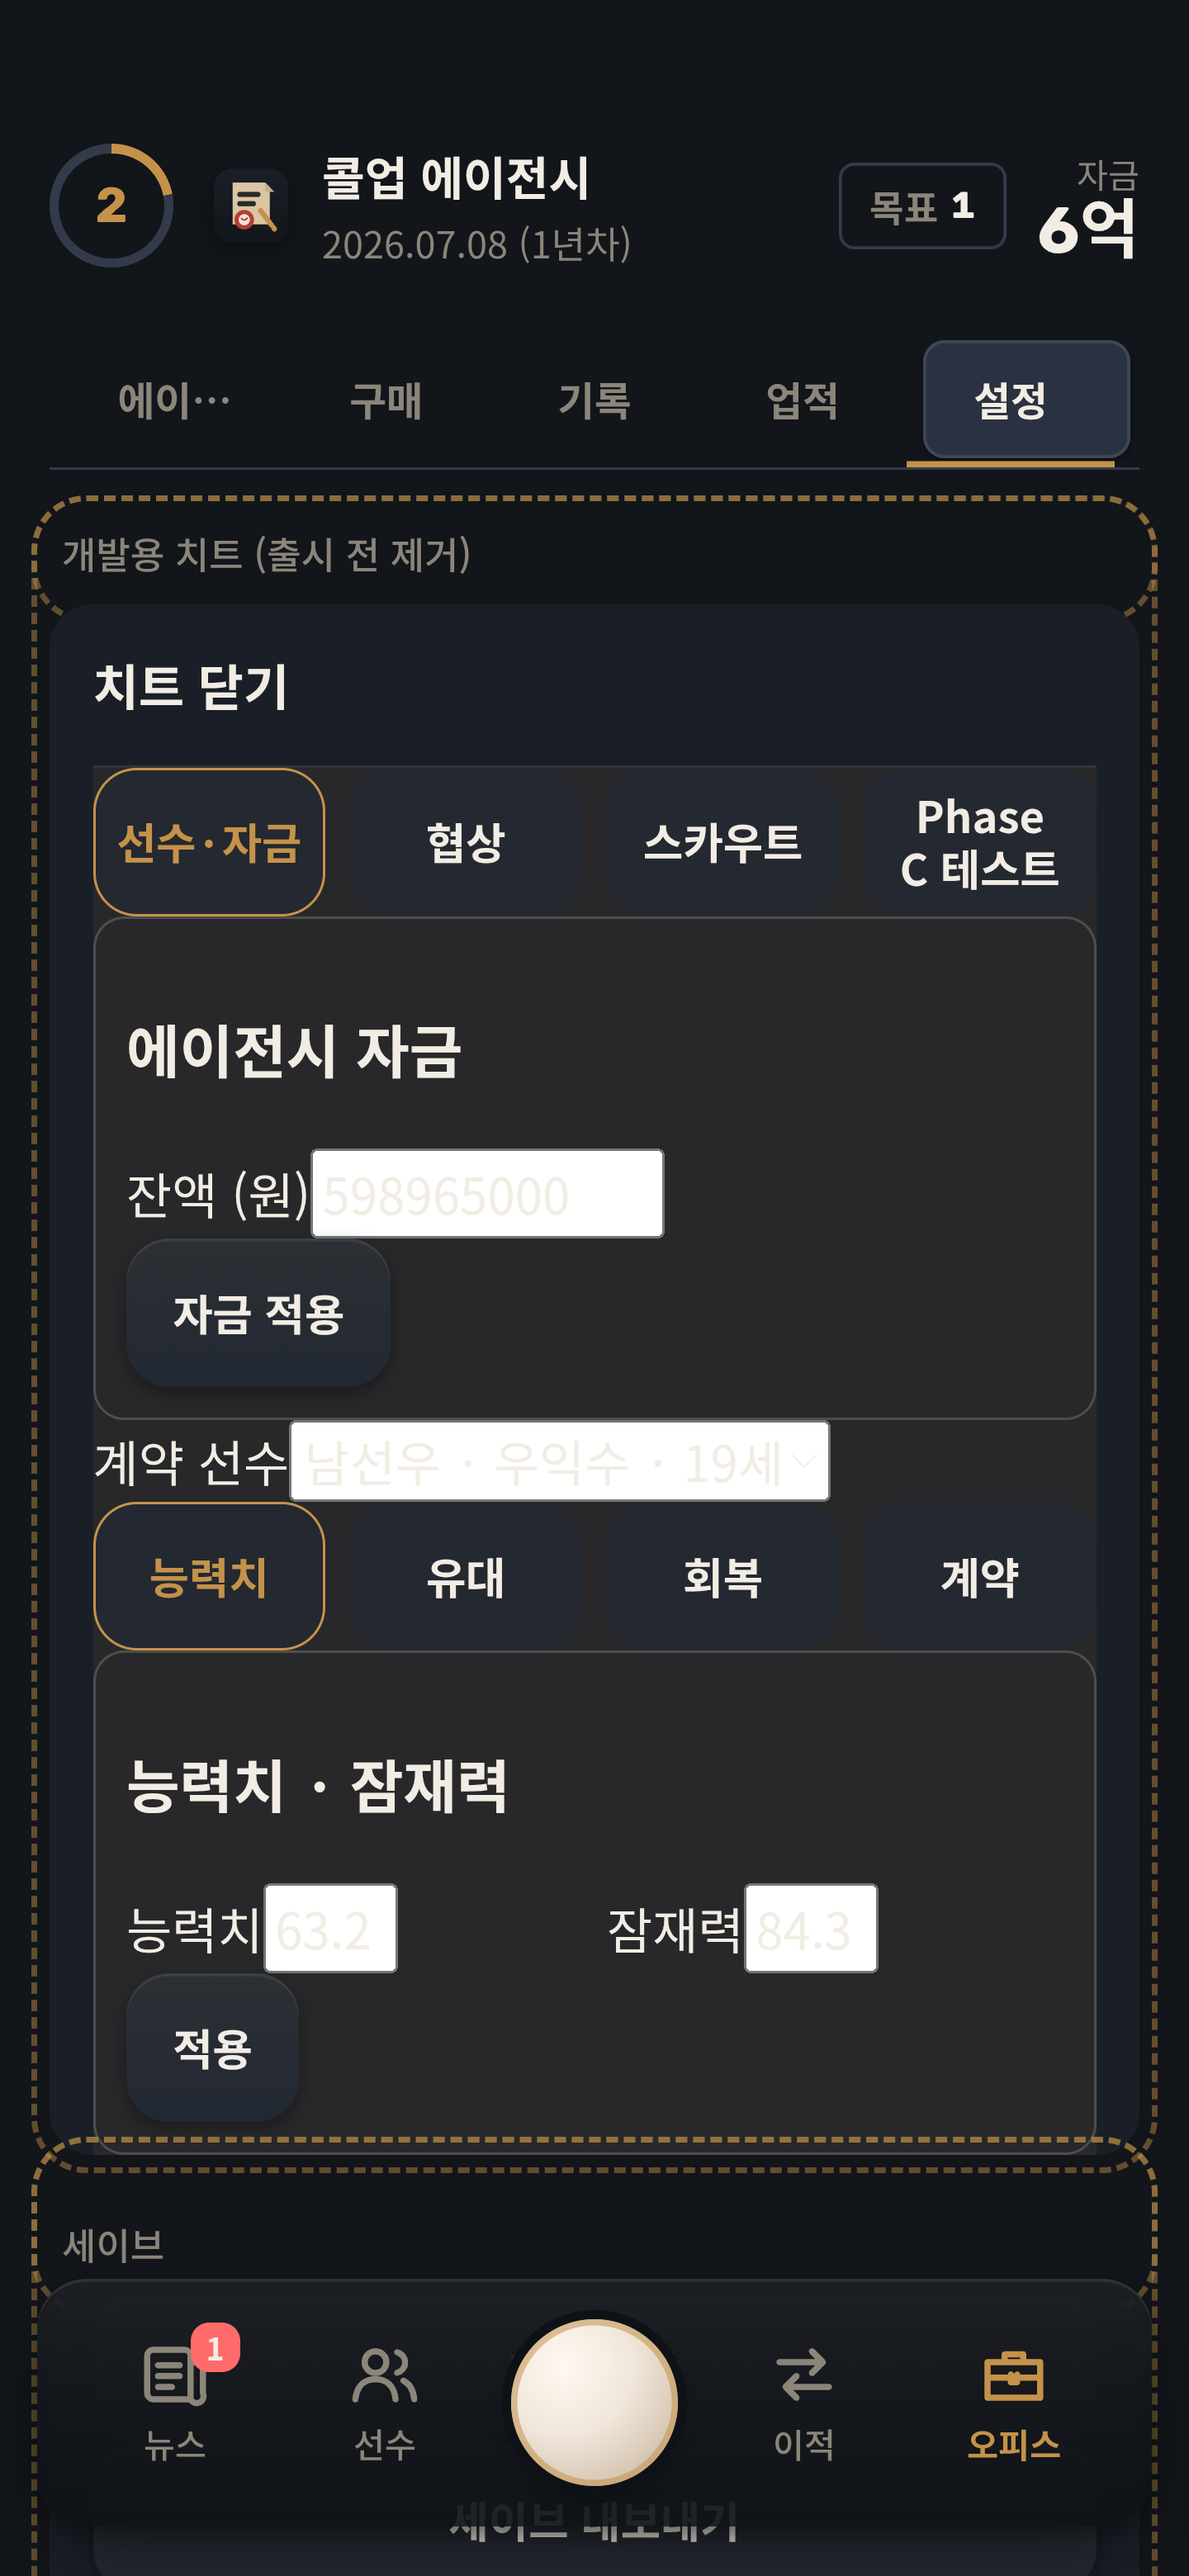 2
콜업 에이전시
2026.07.08 (1년차)
목표 1
자금
6억
에이…
구매
기록
업적
설정
개발용 치트 (출시 전 제거)
치트 닫기
선수·자금
협상
스카우트
Phase
C 테스트
에이전시 자금
잔액 (원) 598965000
자금 적용
계약 선수 남선우 · 우익수 · 19세
능력치
유대
회복
계약
능력치 · 잠재력
능력치 63.2
잠재력 84.3
적용
세이브
1
뉴스
선수
이적
오피스
세이브 내보내기